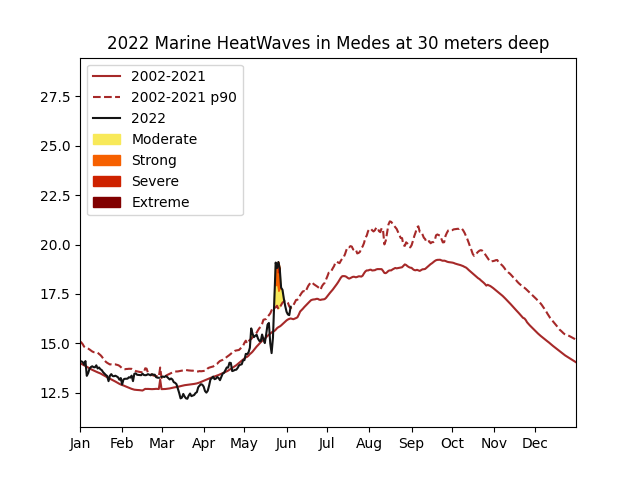 2022 Marine HeatWaves in Medes at 30 meters deep
2002-2021
2002-2021 p90
2022
Moderate
Strong
Severe
Extreme
27.5
25.0
22.5
20.0
17.5
15.0
12.5
Jan Feb Mar Apr May Jun Jul Aug Sep Oct Nov Dec